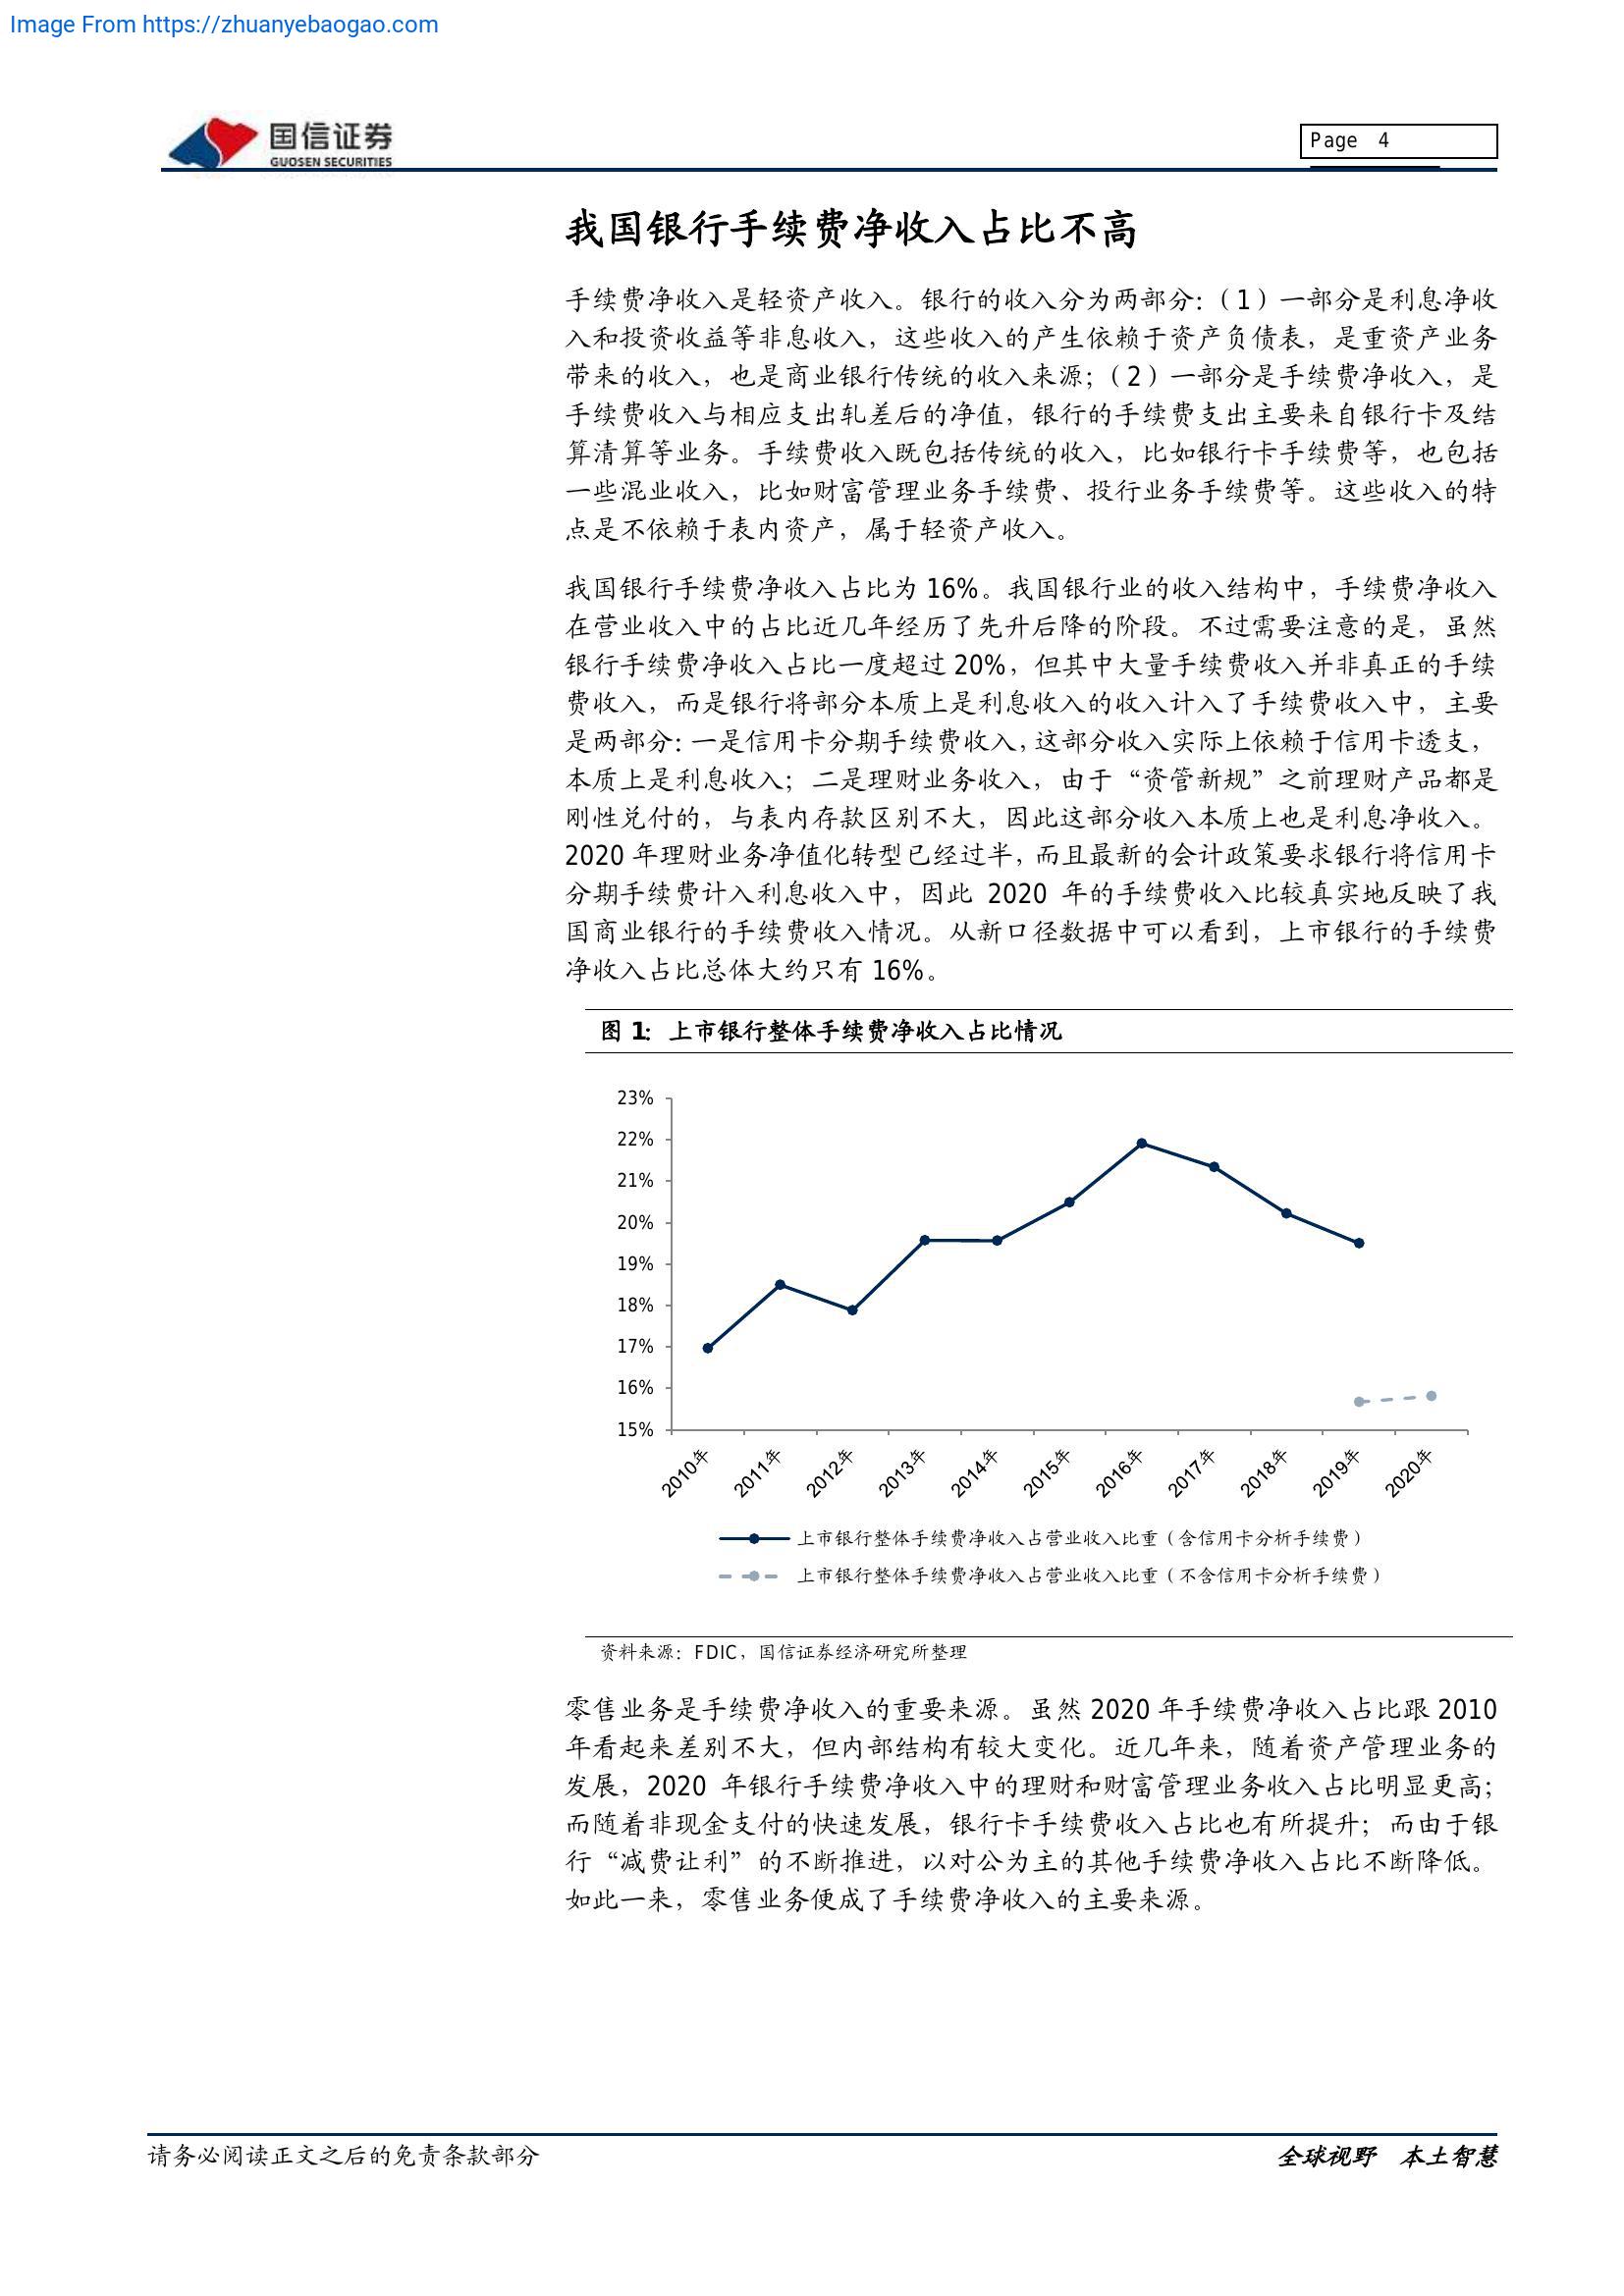 Image From https://zhuanyebaogao.com
国信证券
GUOSEN SECURITIES
Page 4
我国银行手续费净收入占比不高
手续费净收入是轻资产收入。银行的收入分为两部分：（1）一部分是利息净收
入和投资收益等非息收入，这些收入的产生依赖于资产负债表，是重资产业务
带来的收入，也是商业银行传统的收入来源；（2）一部分是手续费净收入，是
手续费收入与相应支出轧差后的净值，银行的手续费支出主要来自银行卡及结
算清算等业务。手续费收入既包括传统的收入，比如银行卡手续费等，也包括
一些混业收入，比如财富管理业务手续费、投行业务手续费等。这些收入的特
点是不依赖于表内资产，属于轻资产收入。
我国银行手续费净收入占比为 16%。我国银行业的收入结构中，手续费净收入
在营业收入中的占比近几年经历了先升后降的阶段。不过需要注意的是，虽然
银行手续费净收入占比一度超过 20%，但其中大量手续费收入并非真正的手续
费收入，而是银行将部分本质上是利息收入的收入计入了手续费收入中，主要
是两部分：一是信用卡分期手续费收入，这部分收入实际上依赖于信用卡透支，
本质上是利息收入；二是理财业务收入，由于“资管新规”之前理财产品都是
刚性兑付的，与表内存款区别不大，因此这部分收入本质上也是利息净收入。
2020 年理财业务净值化转型已经过半，而且最新的会计政策要求银行将信用卡
分期手续费计入利息收入中，因此 2020 年的手续费收入比较真实地反映了我
国商业银行的手续费收入情况。从新口径数据中可以看到，上市银行的手续费
净收入占比总体大约只有 16%。
图 1：上市银行整体手续费净收入占比情况
23%
22%
21%
20%
19%
18%
17%
16%
15%
2010年 2011年 2012年 2013年 2014年 2015年 2016年 2017年 2018年 2019年 2020年
上市银行整体手续费净收入占营业收入比重（含信用卡分析手续费）
上市银行整体手续费净收入占营业收入比重（不含信用卡分析手续费）
资料来源：FDIC，国信证券经济研究所整理
零售业务是手续费净收入的重要来源。虽然 2020 年手续费净收入占比跟 2010
年看起来差别不大，但内部结构有较大变化。近几年来，随着资产管理业务的
发展，2020 年银行手续费净收入中的理财和财富管理业务收入占比明显更高；
而随着非现金支付的快速发展，银行卡手续费收入占比也有所提升；而由于银
行“减费让利”的不断推进，以对公为主的其他手续费净收入占比不断降低。
如此一来，零售业务便成了手续费净收入的主要来源。
请务必阅读正文之后的免责条款部分
全球视野 本土智慧